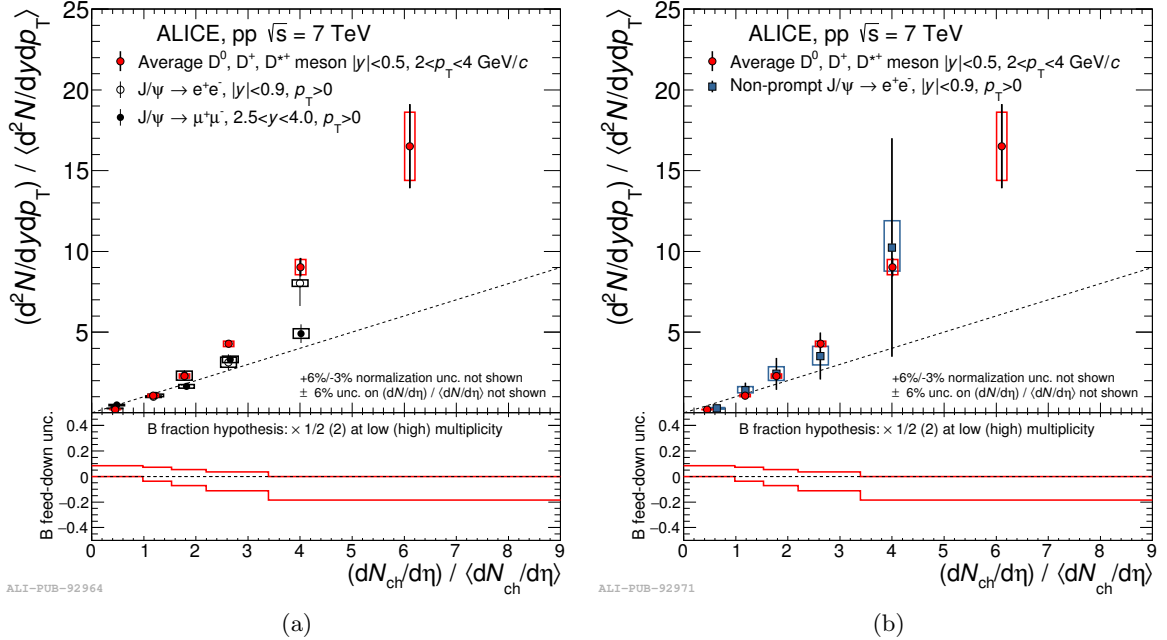 ALICE, pp √s = 7 TeV
Average D⁰, D⁺, D*⁺ meson |y|<0.5, 2<p_T<4 GeV/c
J/ψ → e⁺e⁻, |y|<0.9, p_T>0
J/ψ → μ⁺μ⁻, 2.5<y<4.0, p_T>0
(d²N/dydp_T) / ⟨d²N/dydp_T⟩
25
20
15
10
5
+6%/-3% normalization unc. not shown
± 6% unc. on (dN/dη) / ⟨dN/dη⟩ not shown
B fraction hypothesis: × 1/2 (2) at low (high) multiplicity
B feed-down unc.
0.4
0.2
0
−0.2
−0.4
0 1 2 3 4 5 6 7 8 9
(dN_ch/dη) / ⟨dN_ch/dη⟩
ALI-PUB-92964
(a)
ALICE, pp √s = 7 TeV
Average D⁰, D⁺, D*⁺ meson |y|<0.5, 2<p_T<4 GeV/c
Non-prompt J/ψ → e⁺e⁻, |y|<0.9, p_T>0
(d²N/dydp_T) / ⟨d²N/dydp_T⟩
25
20
15
10
5
+6%/-3% normalization unc. not shown
± 6% unc. on (dN/dη) / ⟨dN/dη⟩ not shown
B fraction hypothesis: × 1/2 (2) at low (high) multiplicity
B feed-down unc.
0.4
0.2
0
−0.2
−0.4
0 1 2 3 4 5 6 7 8 9
(dN_ch/dη) / ⟨dN_ch/dη⟩
ALI-PUB-92971
(b)